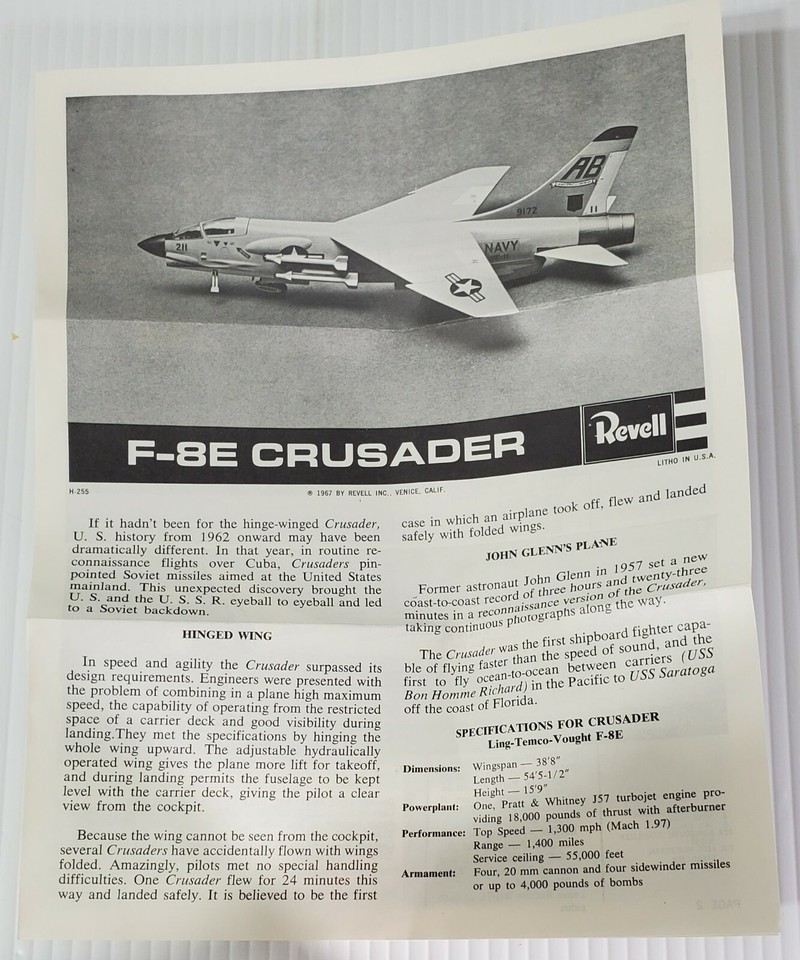 AB
9172
11
211
NAVY
F-8E CRUSADER
Revell
LITHO IN U.S.A.
H-255
® 1967 BY REVELL INC., VENICE, CALIF.
If it hadn't been for the hinge-winged Crusader,
U. S. history from 1962 onward may have been
dramatically different. In that year, in routine re-
connaissance flights over Cuba, Crusaders pin-
pointed Soviet missiles aimed at the United States
mainland. This unexpected discovery brought the
U. S. and the U. S. S. R. eyeball to eyeball and led
to a Soviet backdown.
HINGED WING
In speed and agility the Crusader surpassed its
design requirements. Engineers were presented with
the problem of combining in a plane high maximum
speed, the capability of operating from the restricted
space of a carrier deck and good visibility during
landing.They met the specifications by hinging the
whole wing upward. The adjustable hydraulically
operated wing gives the plane more lift for takeoff,
and during landing permits the fuselage to be kept
level with the carrier deck, giving the pilot a clear
view from the cockpit.
Because the wing cannot be seen from the cockpit,
several Crusaders have accidentally flown with wings
folded. Amazingly, pilots met no special handling
difficulties. One Crusader flew for 24 minutes this
way and landed safely. It is believed to be the first
case in which an airplane took off, flew and landed
safely with folded wings.
JOHN GLENN'S PLANE
Former astronaut John Glenn in 1957 set a new
coast-to-coast record of three hours and twenty-three
minutes in a reconnaissance version of the Crusader,
taking continuous photographs along the way.
The Crusader was the first shipboard fighter capa-
ble of flying faster than the speed of sound, and the
first to fly ocean-to-ocean between carriers (USS
Bon Homme Richard) in the Pacific to USS Saratoga
off the coast of Florida.
SPECIFICATIONS FOR CRUSADER
Ling-Temco-Vought F-8E
Dimensions: Wingspan — 38'8"
Length — 54'5-1/2"
Height — 15'9"
Powerplant: One, Pratt & Whitney J57 turbojet engine pro-
viding 18,000 pounds of thrust with afterburner
Performance: Top Speed — 1,300 mph (Mach 1.97)
Range — 1,400 miles
Service ceiling — 55,000 feet
Armament: Four, 20 mm cannon and four sidewinder missiles
or up to 4,000 pounds of bombs
PAGE 2